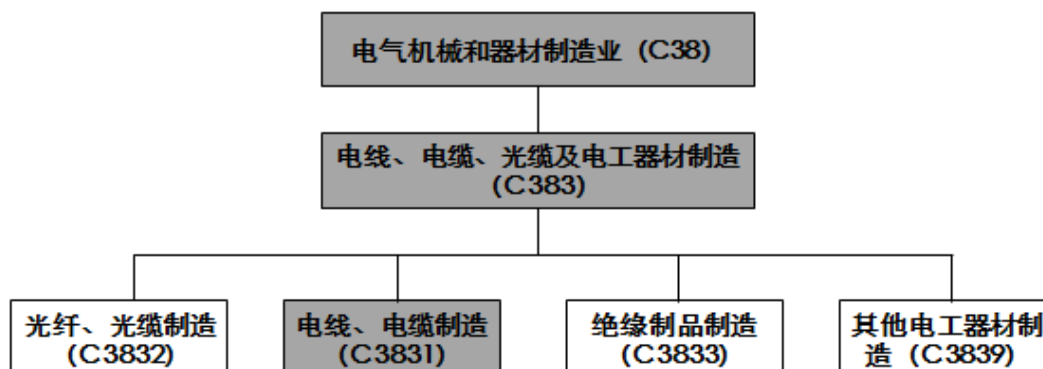 电气机械和器材制造业 (C38)
电线、电缆、光缆及电工器材制造
(C383)
光纤、光缆制造
(C3832)
电线、电缆制造
(C3831)
绝缘制品制造
(C3833)
其他电工器材制
造 (C3839)